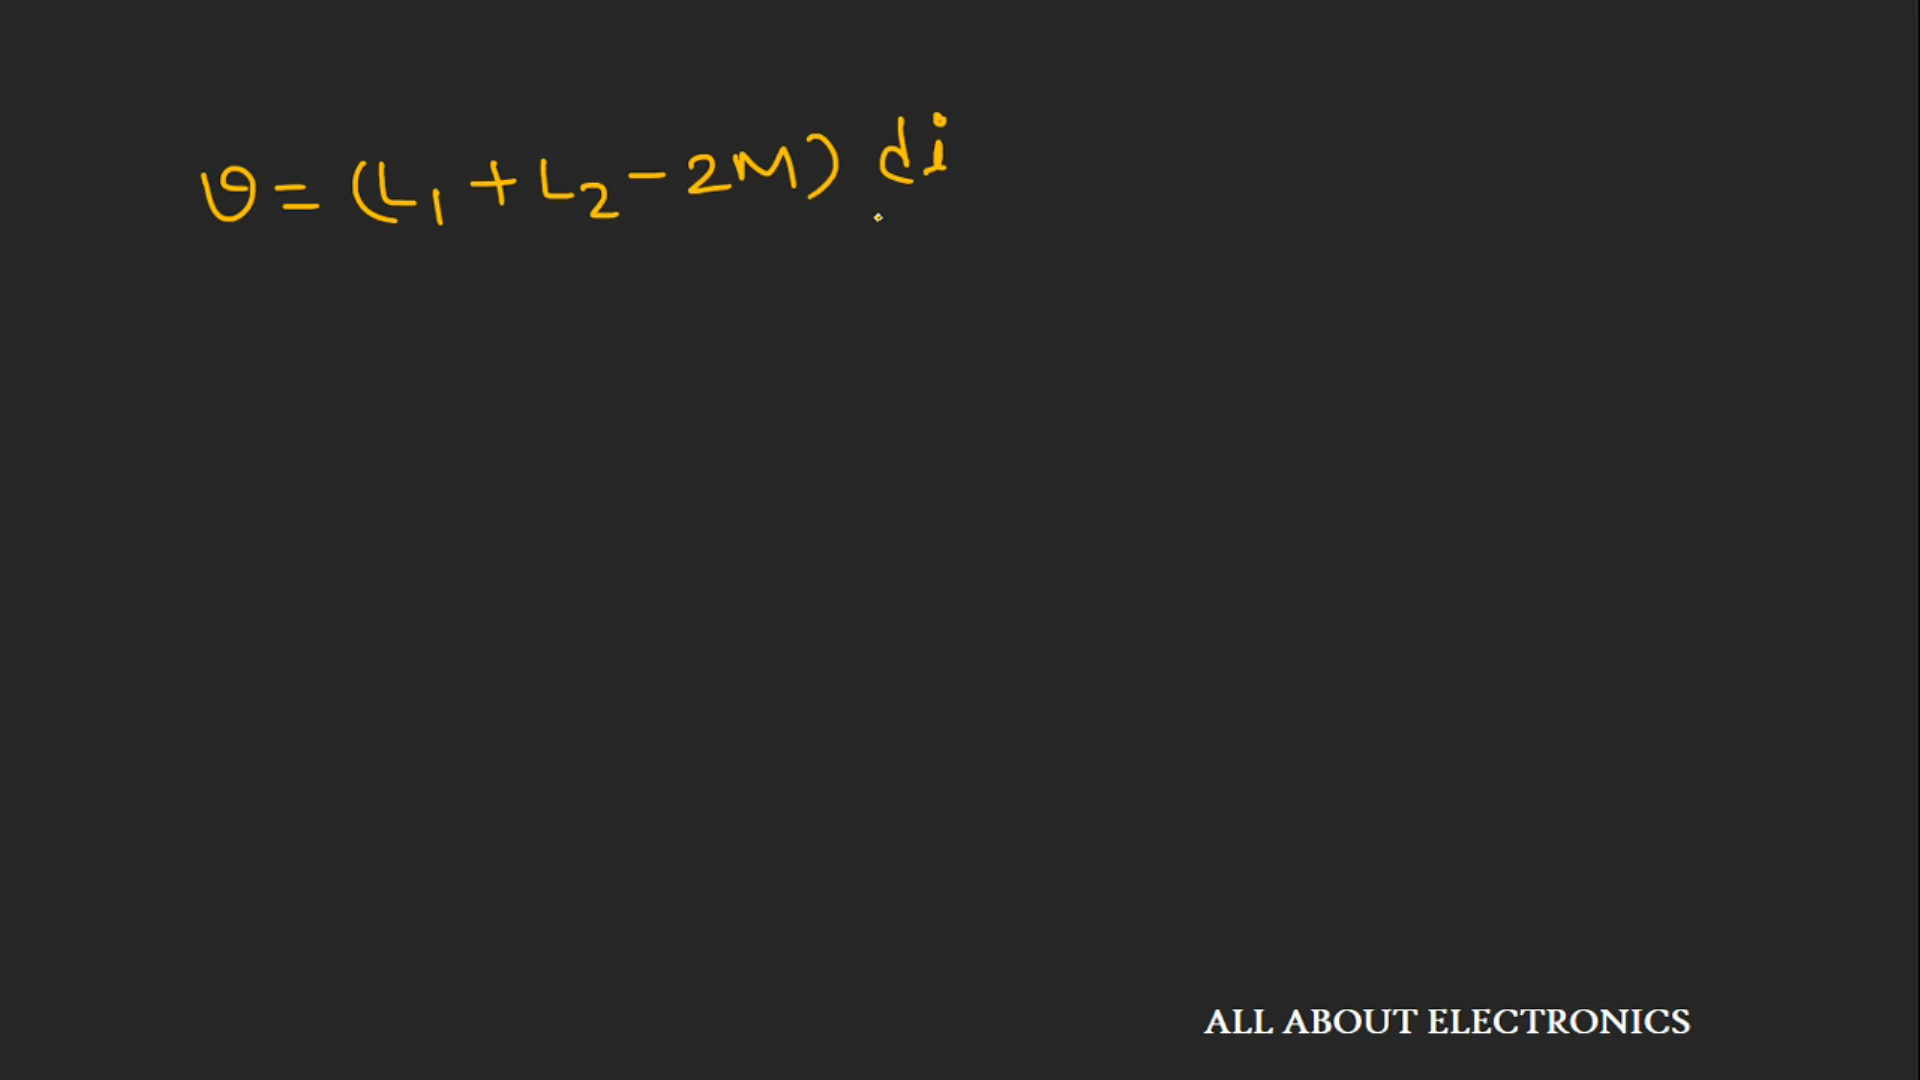 v = (L₁ + L₂ - 2M) di
ALL ABOUT ELECTRONICS